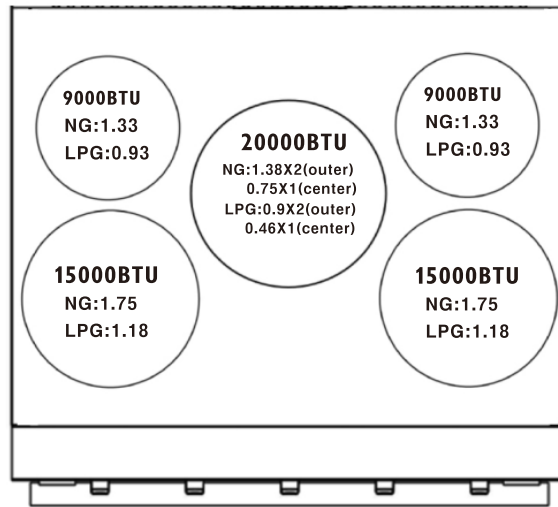 9000BTU
NG:1.33
LPG:0.93
20000BTU
NG:1.38X2(outer)
0.75X1(center)
LPG:0.9X2(outer)
0.46X1(center)
9000BTU
NG:1.33
LPG:0.93
15000BTU
NG:1.75
LPG:1.18
15000BTU
NG:1.75
LPG:1.18